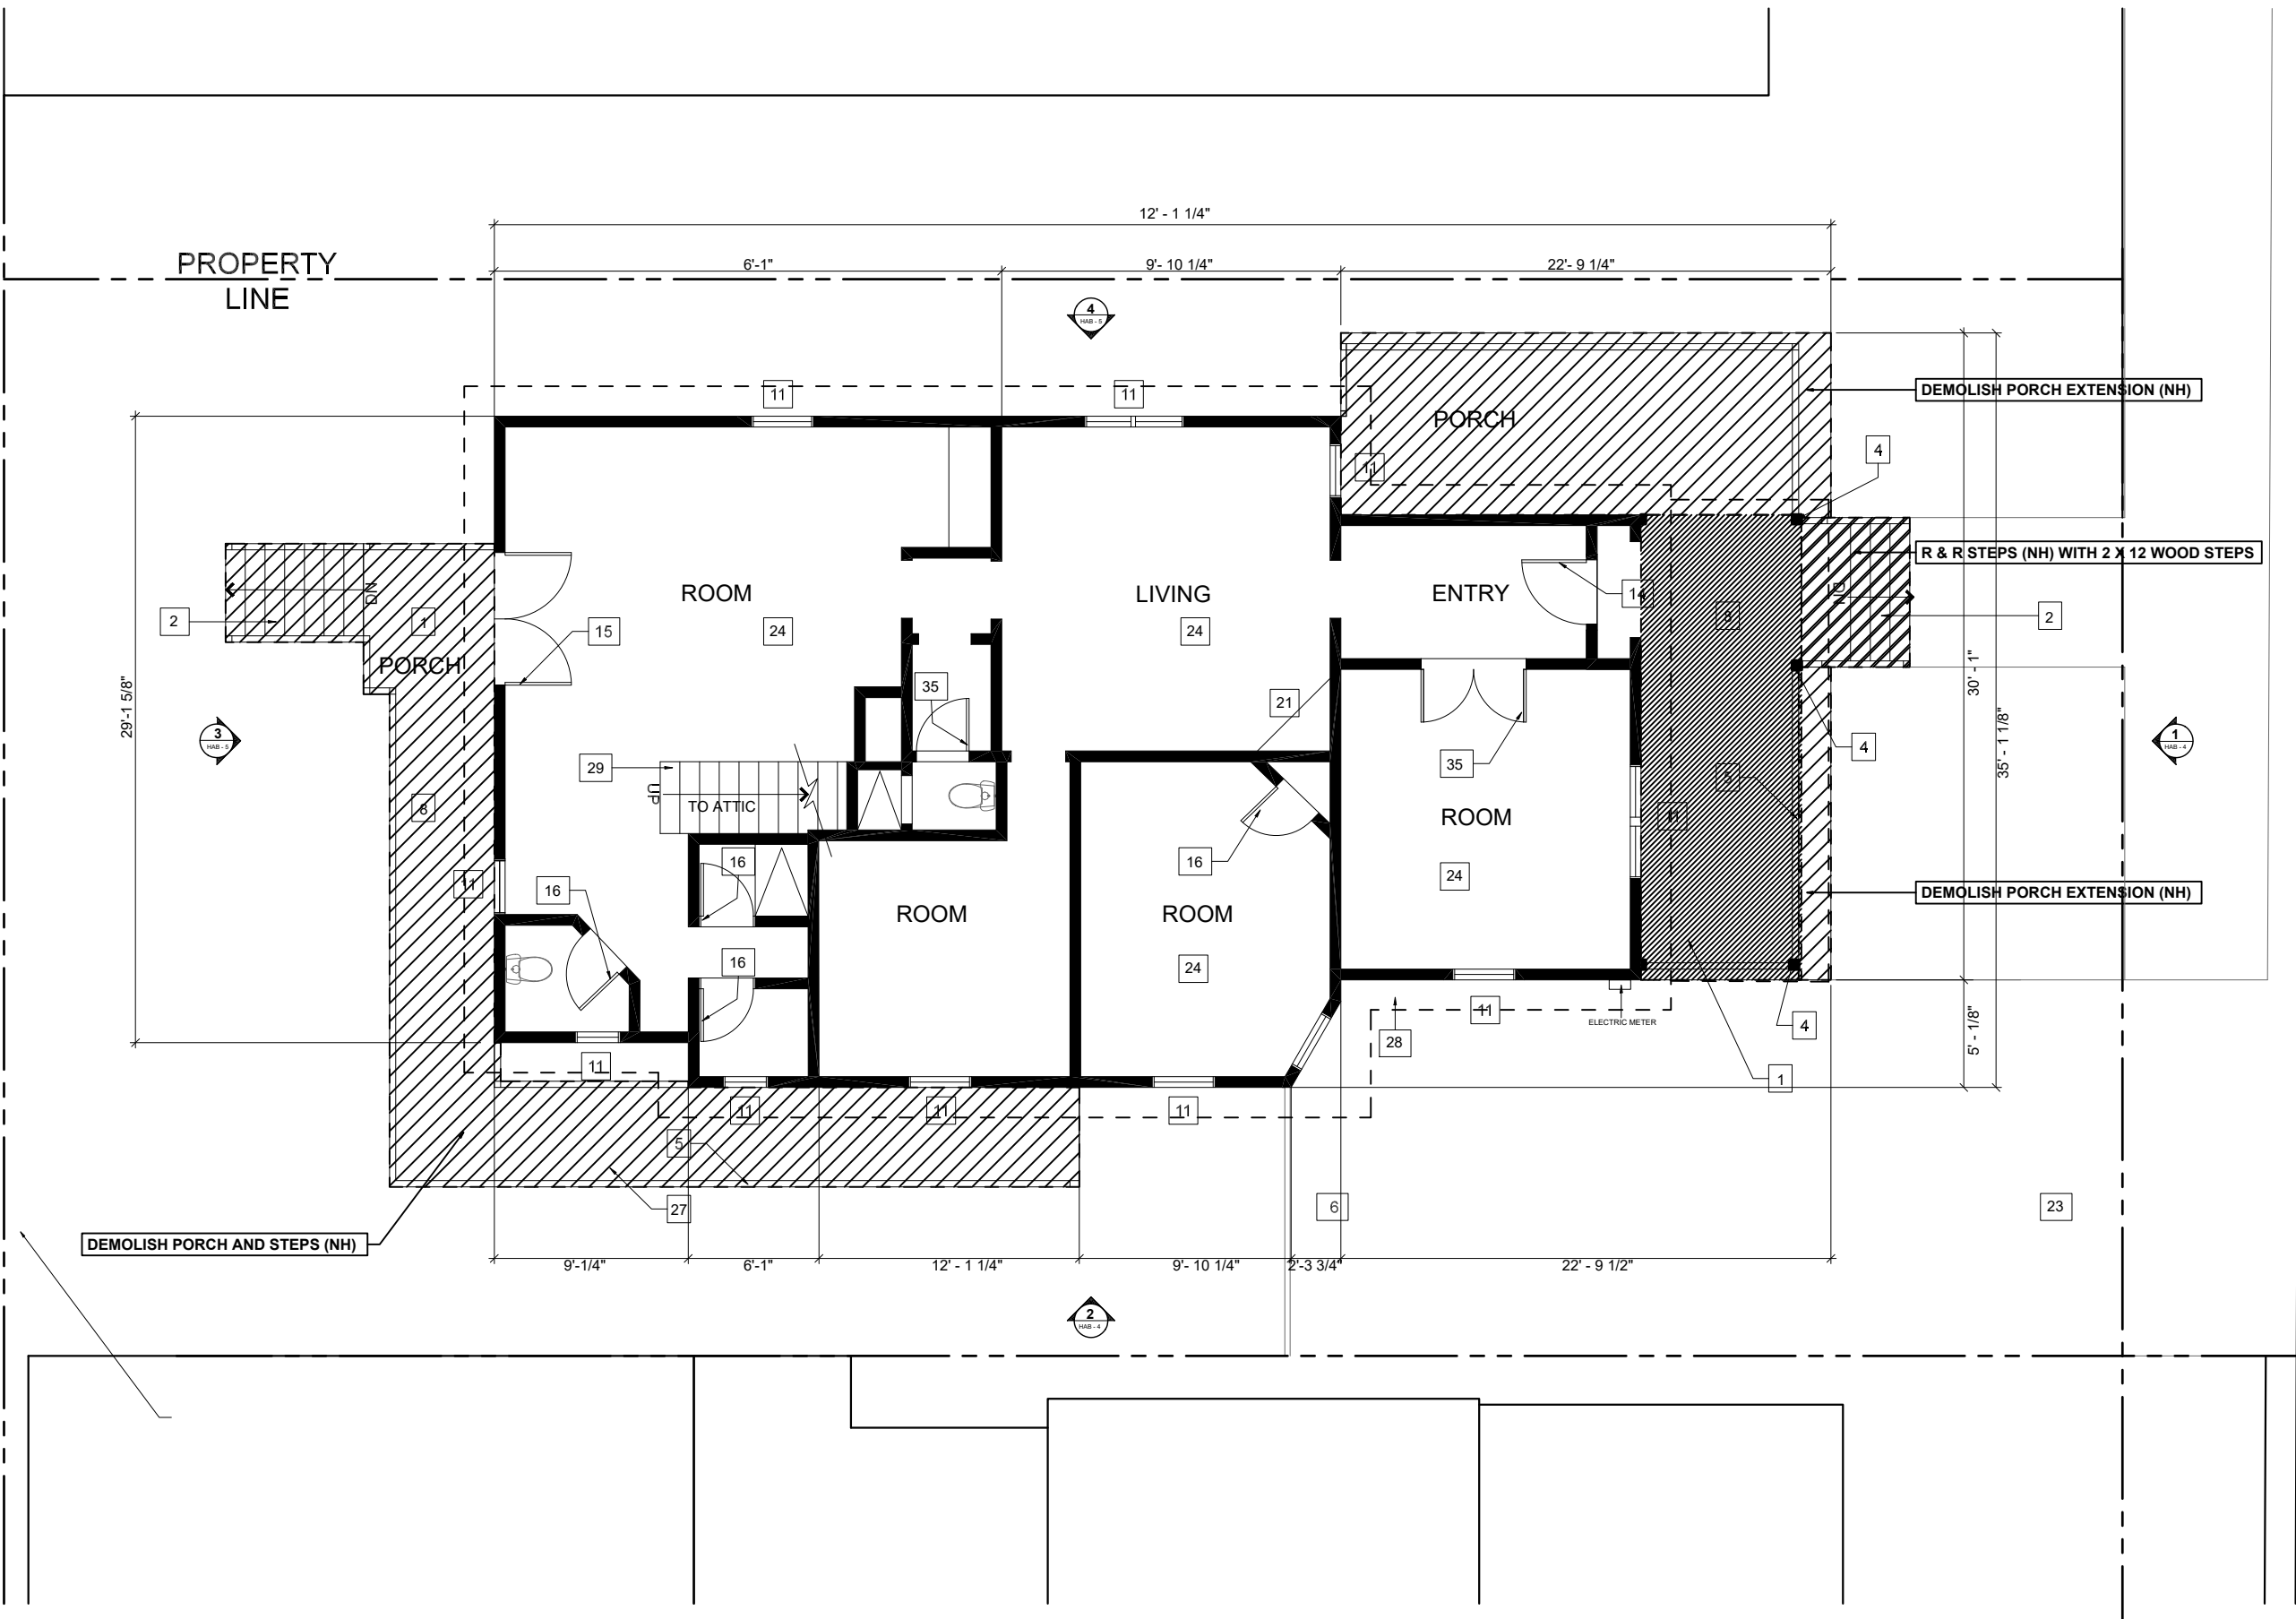 12' - 1 1/4"
PROPERTY
LINE
6'-1"
9'- 10 1/4"
22'- 9 1/4"
4
HAB - 5
11
11
DEMOLISH PORCH EXTENSION (NH)
PORCH
4
11
R & R STEPS (NH) WITH 2 X 12 WOOD STEPS
DN
ROOM
LIVING
ENTRY
14
DN
2
1
15
24
24
8
2
PORCH
35
21
30' - 1"
29'-1 5/8"
35' - 1 1/8"
3
HAB - 5
1
HAB - 4
4
29
35
5
UP
TO ATTIC
8
11
ROOM
16
16
11
16
24
DEMOLISH PORCH EXTENSION (NH)
ROOM
ROOM
16
24
11
ELECTRIC METER
4
28
5' - 1/8"
11
1
11
11
11
5
27
6
23
DEMOLISH PORCH AND STEPS (NH)
9'-1/4"
6'-1"
12' - 1 1/4"
9'- 10 1/4"
2'-3 3/4"
22' - 9 1/2"
2
HAB - 4